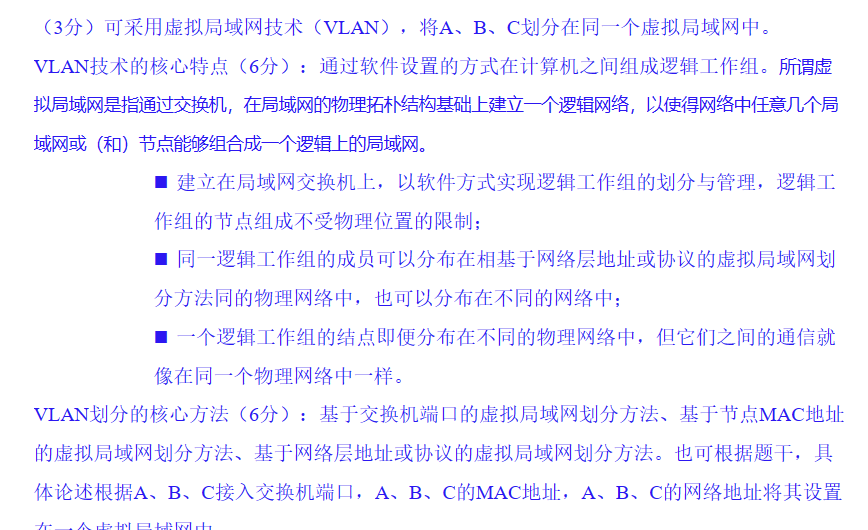 （3分）可采用虚拟局域网技术（VLAN），将A、B、C划分在同一个虚拟局域网中。
VLAN技术的核心特点（6分）：通过软件设置的方式在计算机之间组成逻辑工作组。所谓虚
拟局域网是指通过交换机，在局域网的物理拓朴结构基础上建立一个逻辑网络，以使得网络中任意几个局
域网或（和）节点能够组合成一个逻辑上的局域网。
■ 建立在局域网交换机上，以软件方式实现逻辑工作组的划分与管理，逻辑工
作组的节点组成不受物理位置的限制；
■ 同一逻辑工作组的成员可以分布在相基于网络层地址或协议的虚拟局域网划
分方法同的物理网络中，也可以分布在不同的网络中；
■ 一个逻辑工作组的结点即便分布在不同的物理网络中，但它们之间的通信就
像在同一个物理网络中一样。
VLAN划分的核心方法（6分）：基于交换机端口的虚拟局域网划分方法、基于节点MAC地址
的虚拟局域网划分方法、基于网络层地址或协议的虚拟局域网划分方法。也可根据题干，具
体论述根据A、B、C接入交换机端口，A、B、C的MAC地址，A、B、C的网络地址将其设置
在一个虚拟局域网中